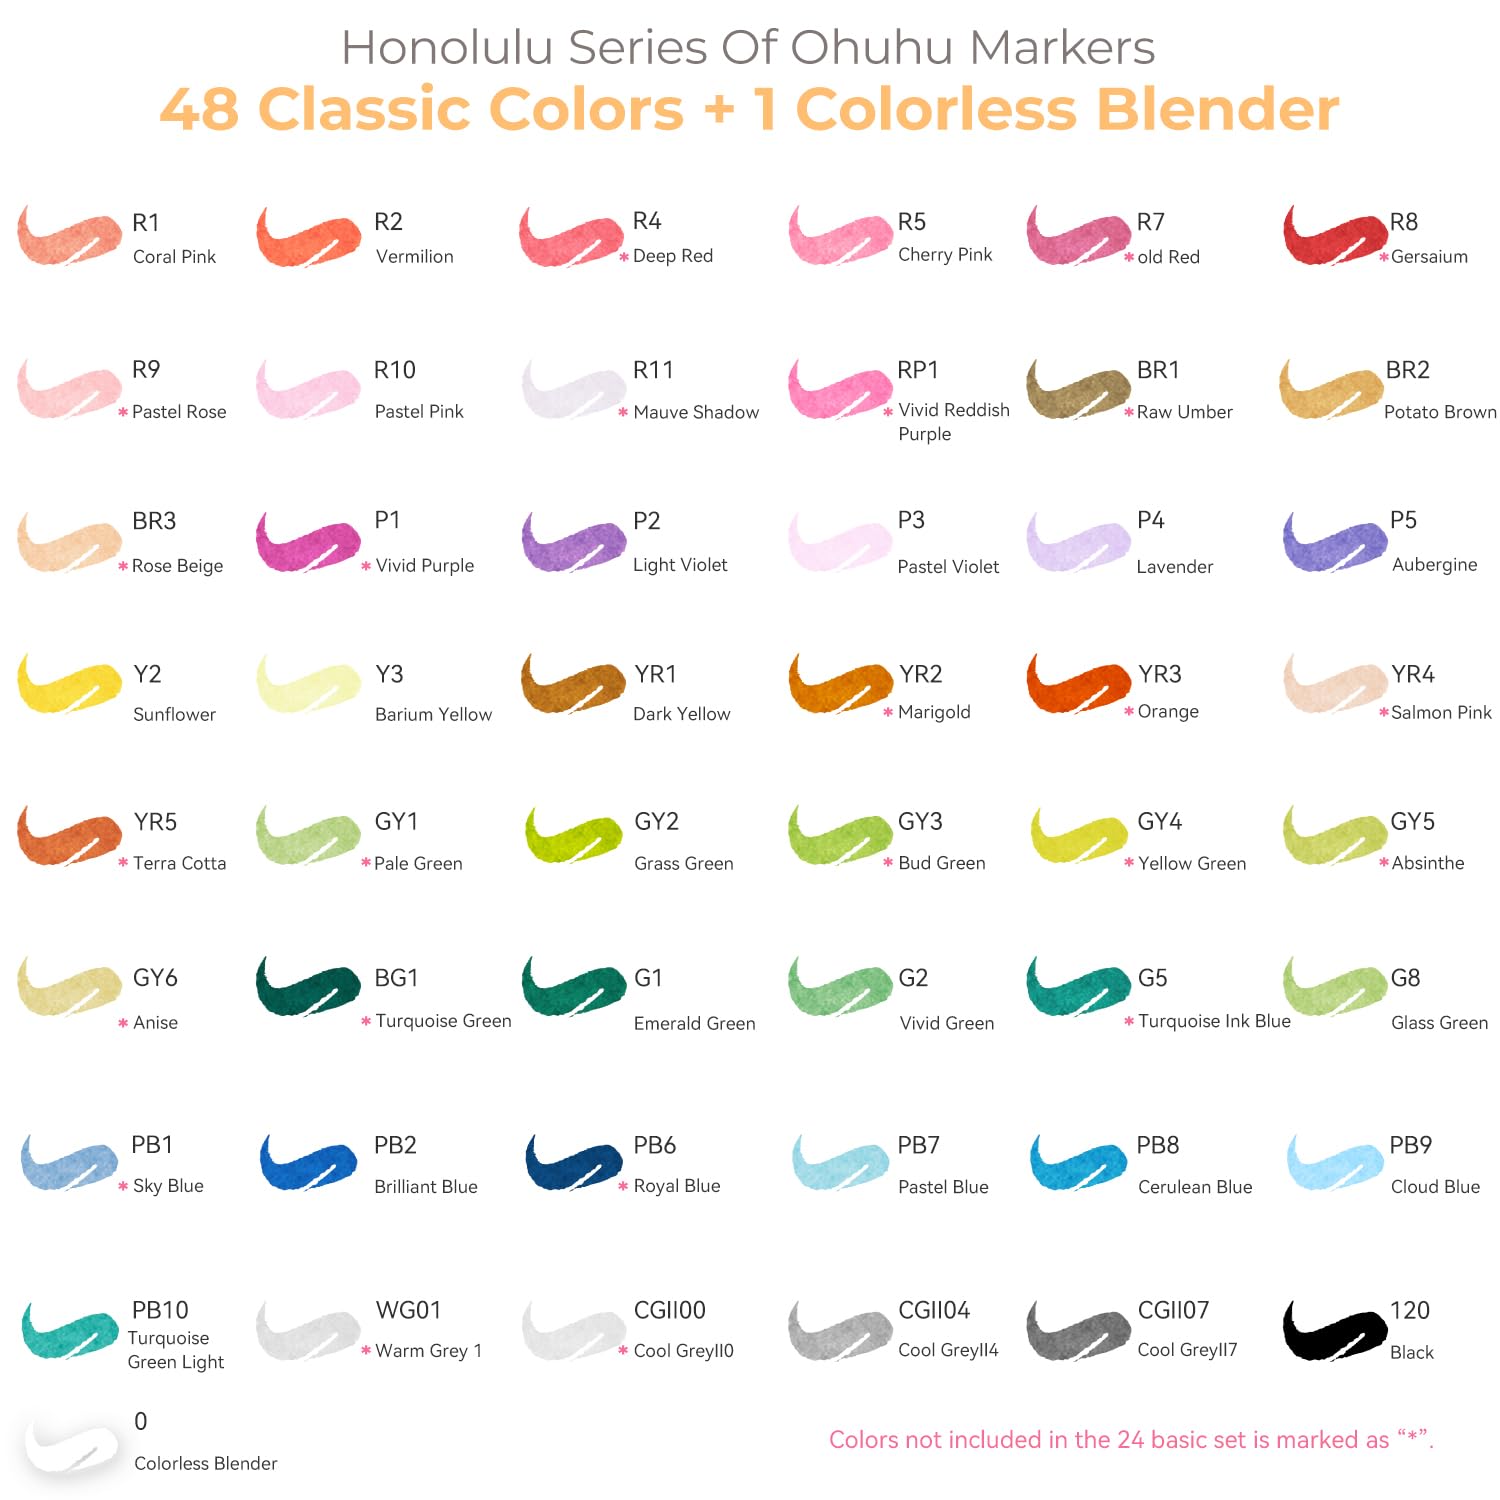 Honolulu Series Of Ohuhu Markers
48 Classic Colors + 1 Colorless Blender
R1 R2 R4 R5 R7 R8
Coral Pink Vermilion *Deep Red Cherry Pink *old Red *Gersaium
R9 R10 R11 RP1 BR1 BR2
*Pastel Rose Pastel Pink *Mauve Shadow *Vivid Reddish *Raw Umber Potato Brown
Purple
BR3 P1 P2 P3 P4 P5
*Rose Beige *Vivid Purple Light Violet Pastel Violet Lavender Aubergine
Y2 Y3 YR1 YR2 YR3 YR4
Sunflower Barium Yellow Dark Yellow *Marigold *Orange *Salmon Pink
YR5 GY1 GY2 GY3 GY4 GY5
*Terra Cotta *Pale Green Grass Green *Bud Green *Yellow Green *Absinthe
GY6 BG1 G1 G2 G5 G8
*Anise *Turquoise Green Emerald Green Vivid Green *Turquoise Ink Blue Glass Green
PB1 PB2 PB6 PB7 PB8 PB9
*Sky Blue Brilliant Blue *Royal Blue Pastel Blue Cerulean Blue Cloud Blue
PB10 WG01 CGII00 CGII04 CGII07 120
Turquoise *Warm Grey 1 *Cool GreyII0 Cool GreyII4 Cool GreyII7 Black
Green Light
0
Colorless Blender
Colors not included in the 24 basic set is marked as “*”.